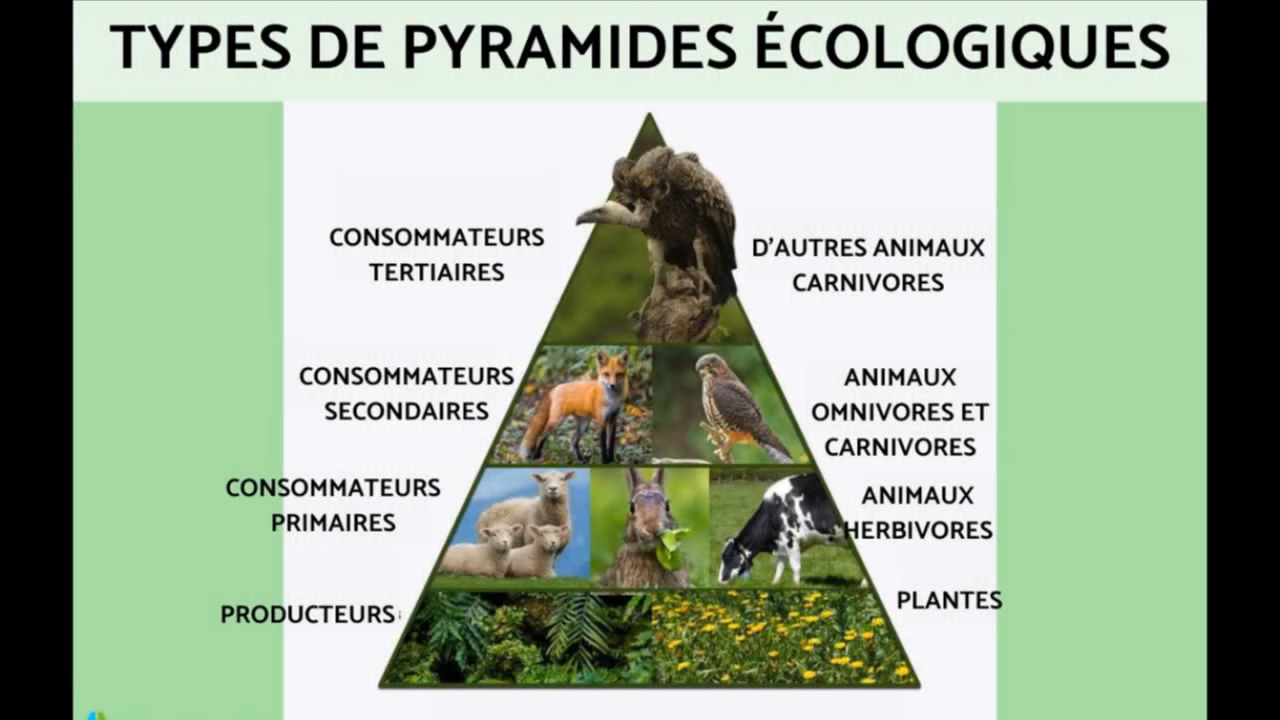 TYPES DE PYRAMIDES ÉCOLOGIQUES
CONSOMMATEURS
TERTIAIRES
D'AUTRES ANIMAUX
CARNIVORES
CONSOMMATEURS
SECONDAIRES
ANIMAUX
OMNIVORES ET
CARNIVORES
CONSOMMATEURS
PRIMAIRES
ANIMAUX
HERBIVORES
PRODUCTEURS
PLANTES